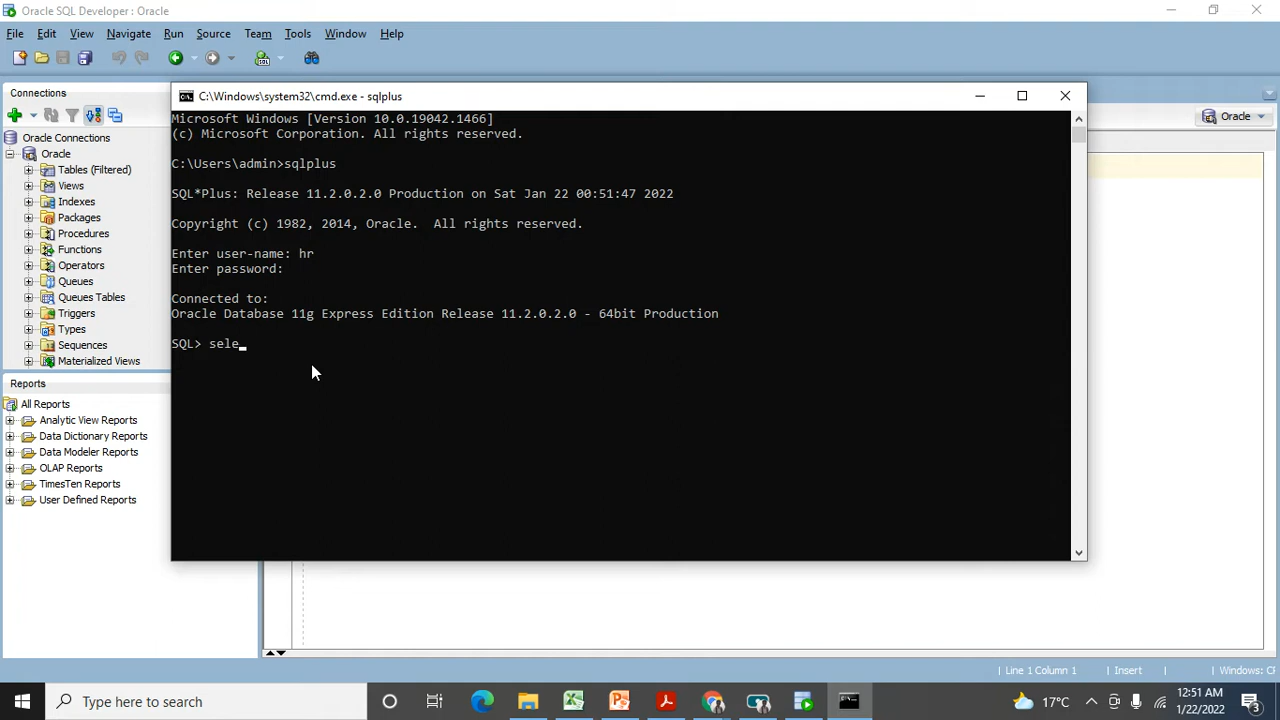 Oracle SQL Developer : Oracle
File Edit View Navigate Run Source Team Tools Window Help
Connections
Oracle Connections
Oracle
Tables (Filtered)
Views
Indexes
Packages
Procedures
Functions
Operators
Queues
Queues Tables
Triggers
Types
Sequences
Materialized Views
Reports
All Reports
Analytic View Reports
Data Dictionary Reports
Data Modeler Reports
OLAP Reports
TimesTen Reports
User Defined Reports
Oracle
C:\Windows\system32\cmd.exe - sqlplus
Microsoft Windows [Version 10.0.19042.1466]
(c) Microsoft Corporation. All rights reserved.
C:\Users\admin>sqlplus
SQL*Plus: Release 11.2.0.2.0 Production on Sat Jan 22 00:51:47 2022
Copyright (c) 1982, 2014, Oracle.  All rights reserved.
Enter user-name: hr
Enter password:
Connected to:
Oracle Database 11g Express Edition Release 11.2.0.2.0 - 64bit Production
SQL> sele_
Line 1 Column 1 Insert Windows: CF
Type here to search
17°C
12:51 AM
1/22/2022
3